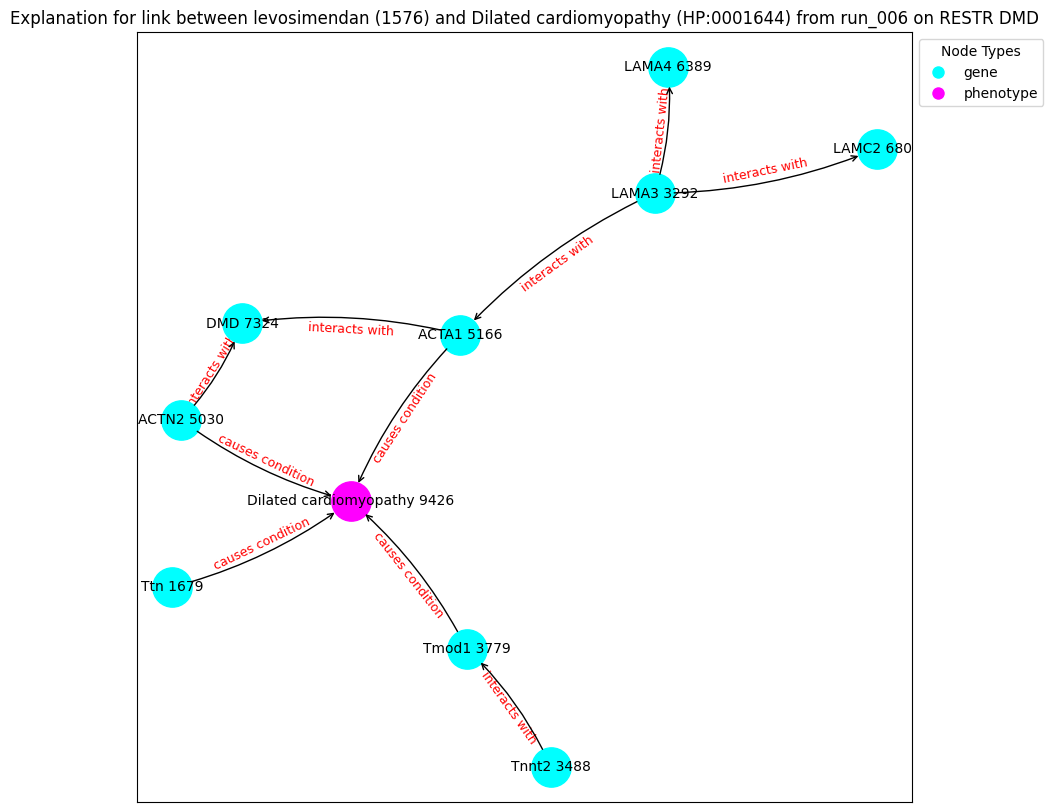 Explanation for link between levosimendan (1576) and Dilated cardiomyopathy (HP:0001644) from run_006 on RESTR DMD
Node Types
gene
phenotype
LAMA4 6389
interacts with
LAMC2 680
interacts with
LAMA3 3292
interacts with
DMD 7324
interacts with
ACTA1 5166
interacts with
causes condition
ACTN2 5030
causes condition
Dilated cardiomyopathy 9426
causes condition
causes condition
Ttn 1679
Tmod1 3779
interacts with
Tnnt2 3488